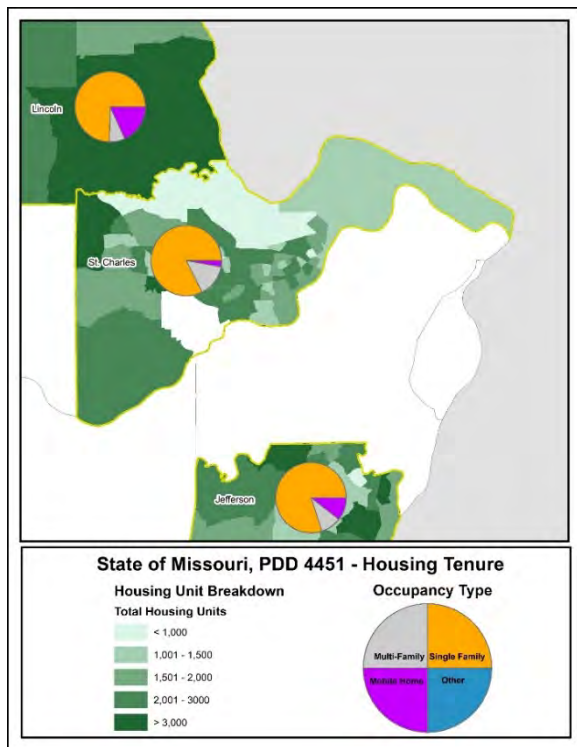 Lincoln
St. Charles
Jefferson
State of Missouri, PDD 4451 - Housing Tenure
Housing Unit Breakdown
Total Housing Units
< 1,000
1,001 - 1,500
1,501 - 2,000
2,001 - 3000
> 3,000
Occupancy Type
Multi-Family
Single Family
Mobile Home
Other